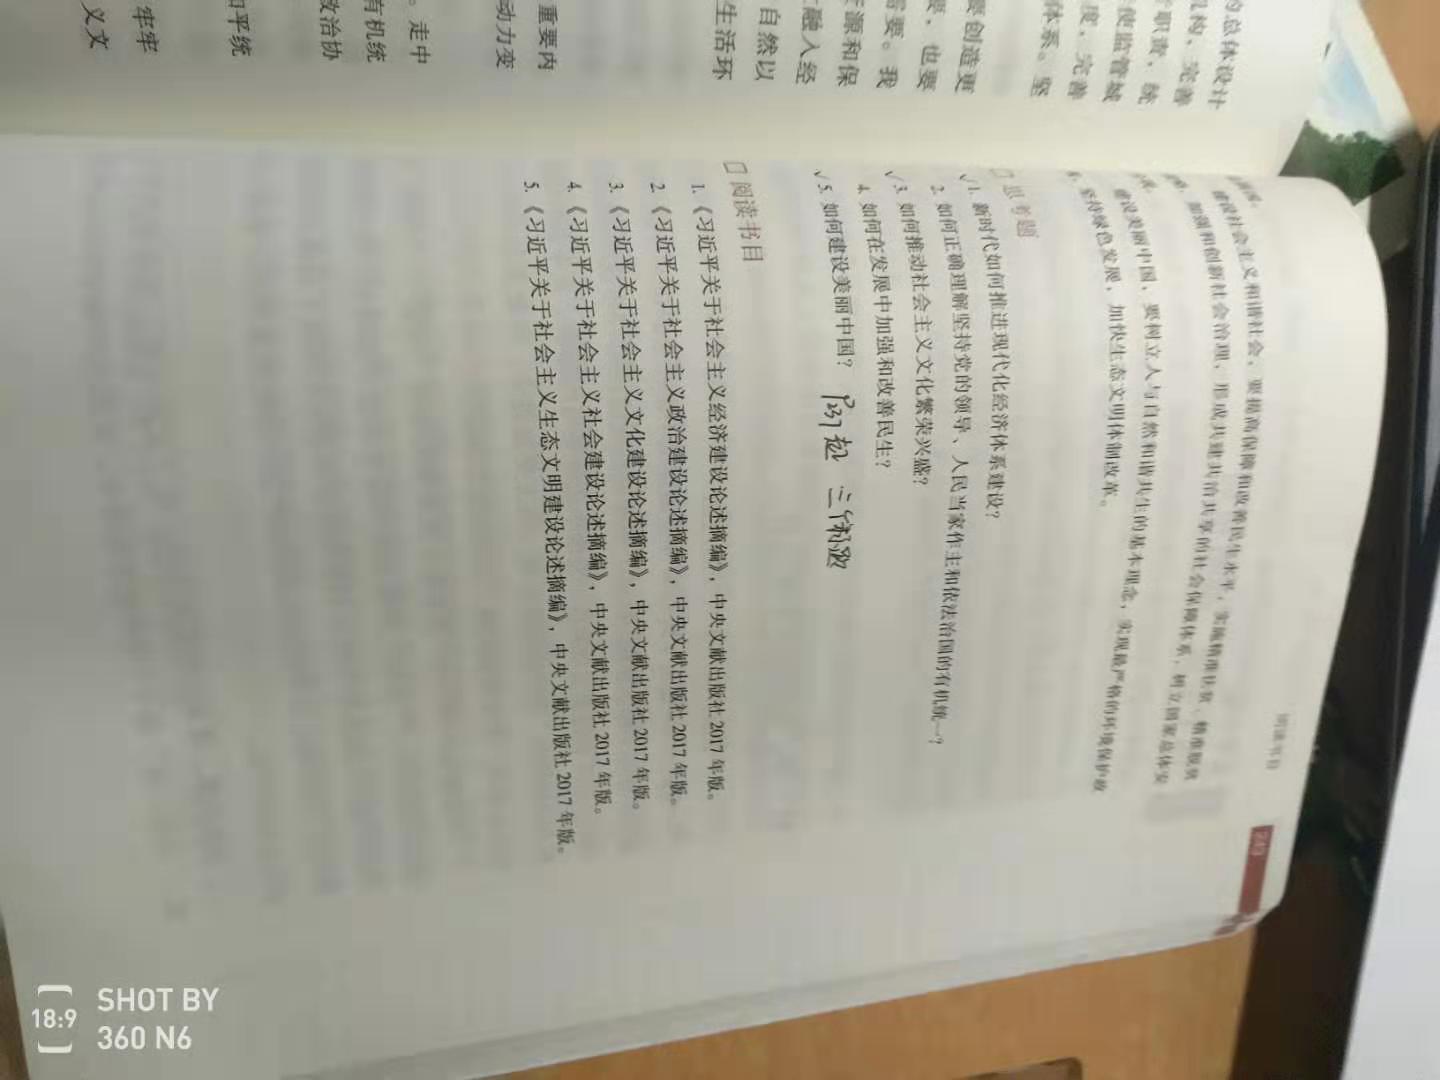 的总体设计
机构，完善
职责，统
使监管城
度，完善
体系。坚
要创造更
要，也要
需要。我
资源和保
融入经
自然以
生活环
重要内
动力变
。走中
有机统
政治协
和平统
牢牢
义文
阅读书目
243
建设社会主义和谐社会，要提高保障和改善民生水平，实施精准扶贫、精准脱贫
加强和创新社会治理，形成共建共治共享的社会保障体系，树立国家总体安
建设美丽中国，要树立人与自然和谐共生的基本理念，实现最严格的环境保护政
坚持绿色发展，加快生态文明体制改革。
思考题
√1. 新时代如何推进现代化经济体系建设？
2. 如何正确理解坚持党的领导、人民当家作主和依法治国的有机统一？
√3. 如何推动社会主义文化繁荣兴盛？
4. 如何在发展中加强和改善民生？
√5. 如何建设美丽中国？
阅读书目
1.《习近平关于社会主义经济建设论述摘编》，中央文献出版社 2017 年版。
2.《习近平关于社会主义政治建设论述摘编》，中央文献出版社 2017 年版。
3.《习近平关于社会主义文化建设论述摘编》，中央文献出版社 2017 年版。
4.《习近平关于社会主义社会建设论述摘编》，中央文献出版社 2017 年版。
5.《习近平关于社会主义生态文明建设论述摘编》，中央文献出版社 2017 年版。
18:9
SHOT BY
360 N6